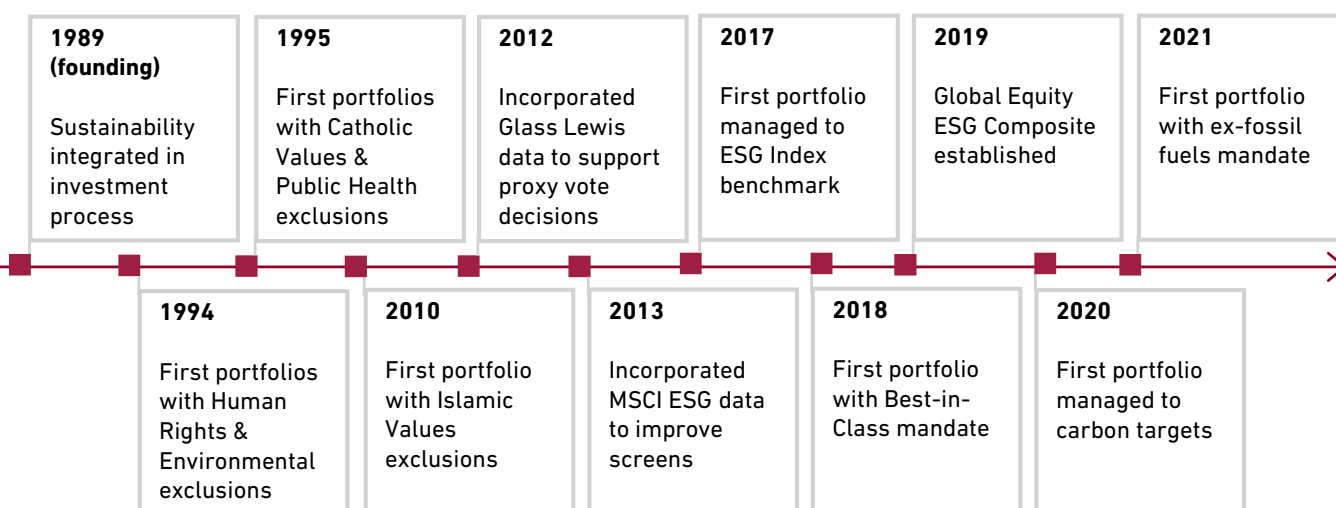 1989
(founding)
Sustainability
integrated in
investment
process
1995
First portfolios
with Catholic
Values &
Public Health
exclusions
2012
Incorporated
Glass Lewis
data to support
proxy vote
decisions
2017
First portfolio
managed to
ESG Index
benchmark
2019
Global Equity
ESG Composite
established
2021
First portfolio
with ex-fossil
fuels mandate
1994
First portfolios
with Human
Rights &
Environmental
exclusions
2010
First portfolio
with Islamic
Values
exclusions
2013
Incorporated
MSCI ESG data
to improve
screens
2018
First portfolio
with Best-in-
Class mandate
2020
First portfolio
managed to
carbon targets